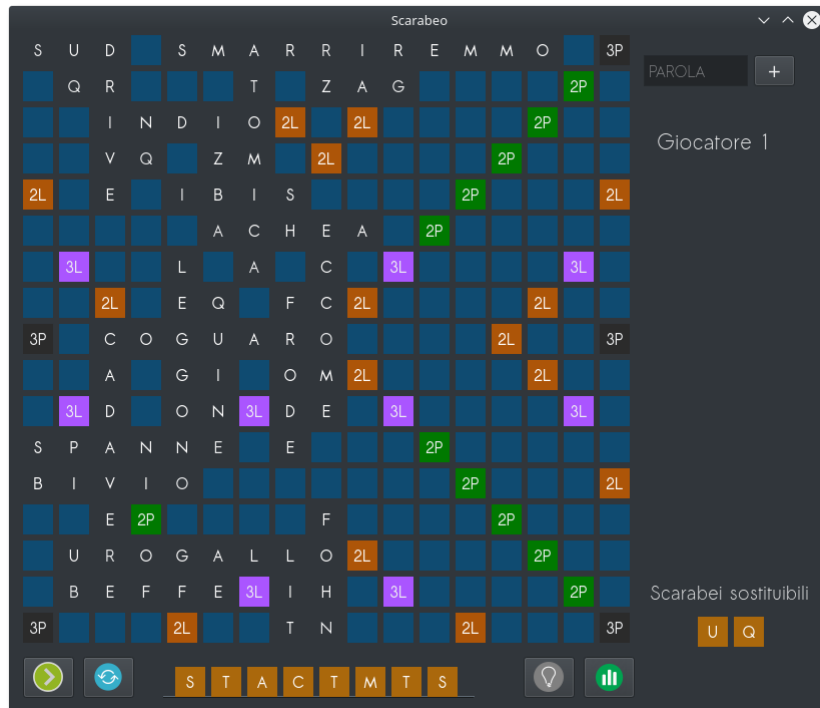 Scarabeo
S U D S M A R R I R E M M O 3P
Q R T Z A G 2P
I N D I O 2L 2L 2P
V Q Z M 2L 2P
2L E I B I S 2P 2L
A C H E A 2P
3L L A C 3L 3L
2L E Q F C 2L 2L
3P C O G U A R O 2L 3P
A G I O M 2L 2L
3L D O N 3L D E 3L 3L
S P A N N E E 2P
B I V I O 2P 2L
E 2P F 2P
U R O G A L L O 2L 2P
B E F F E 3L I H 3L 2P
3P 2L T N 2L 3P
PAROLA +
Giocatore 1
Scarabei sostituibili
U Q
S T A C T M T S